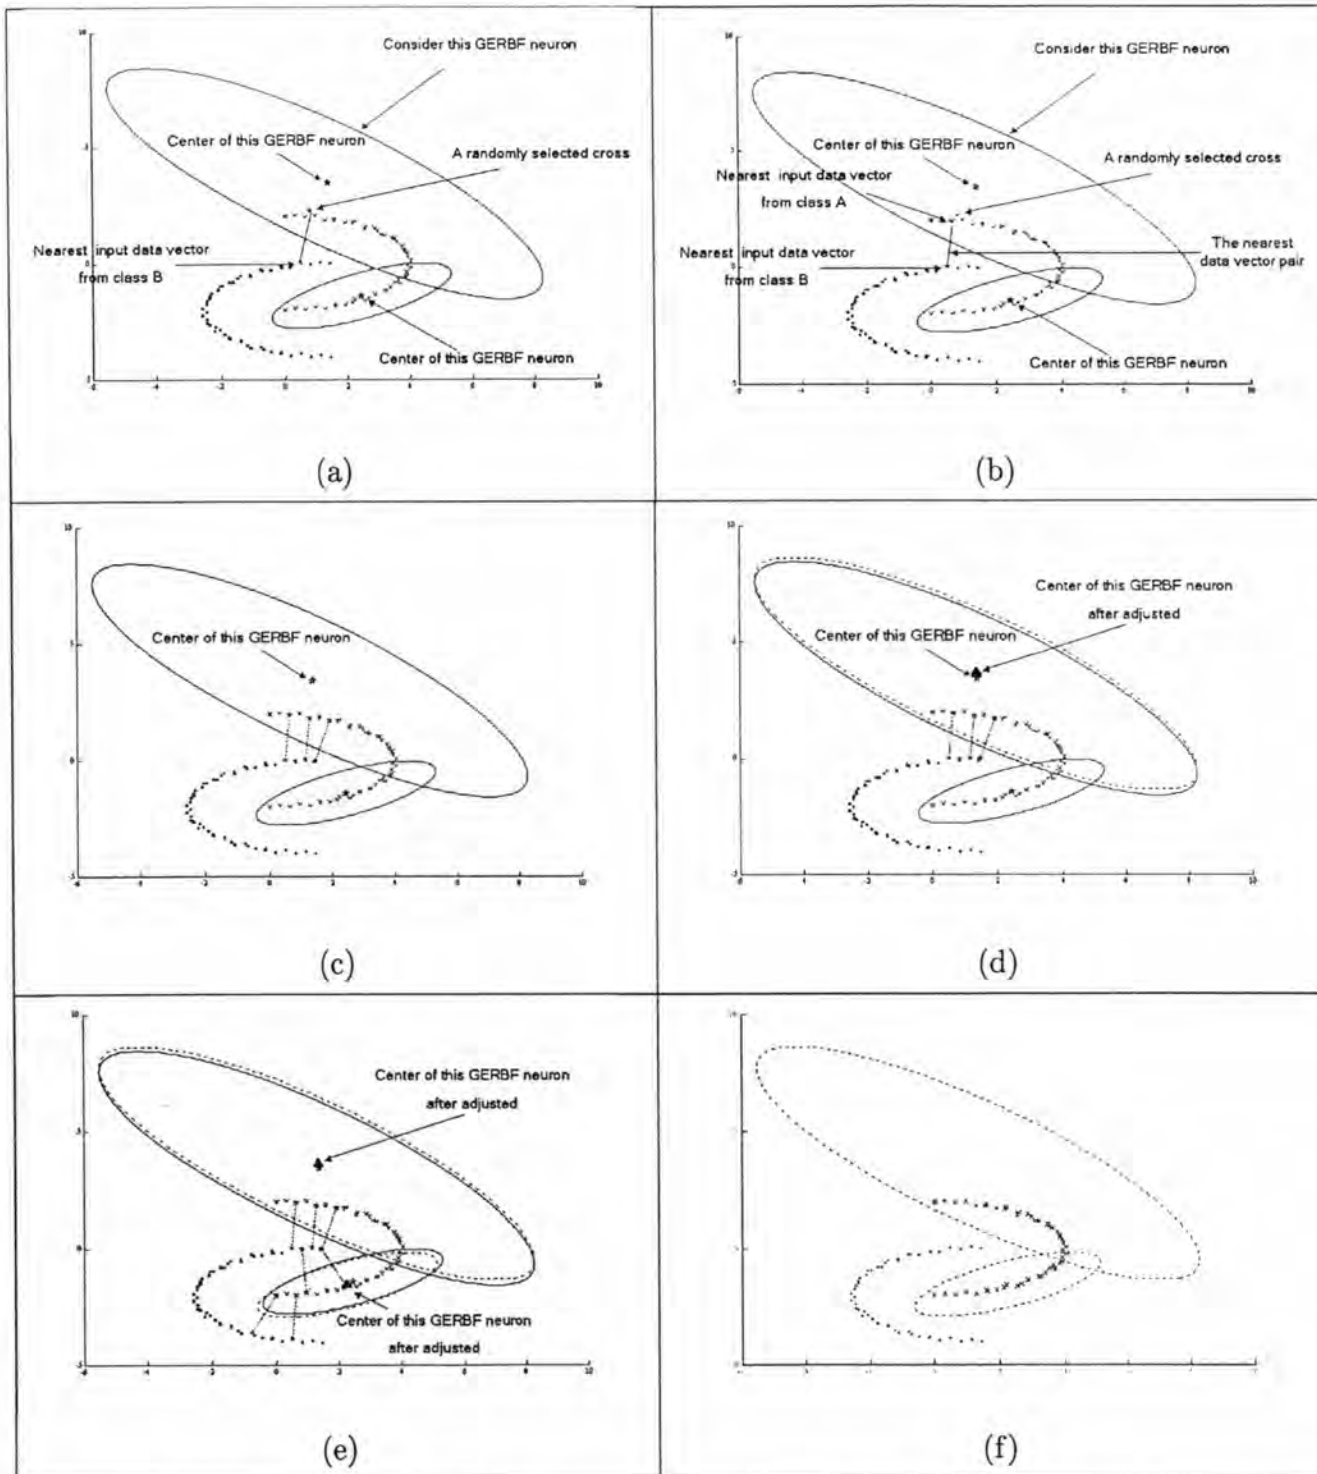 Consider this GERBF neuron
Center of this GERBF neuron
A randomly selected cross
Nearest input data vector
from class B
Center of this GERBF neuron
(a)
Consider this GERBF neuron
Center of this GERBF neuron
A randomly selected cross
Nearest input data vector
from class A
Nearest input data vector
from class B
The nearest
data vector pair
Center of this GERBF neuron
(b)
Center of this GERBF neuron
(c)
Center of this GERBF neuron
after adjusted
Center of this GERBF neuron
(d)
Center of this GERBF neuron
after adjusted
Center of this GERBF neuron
after adjusted
(e)
(f)